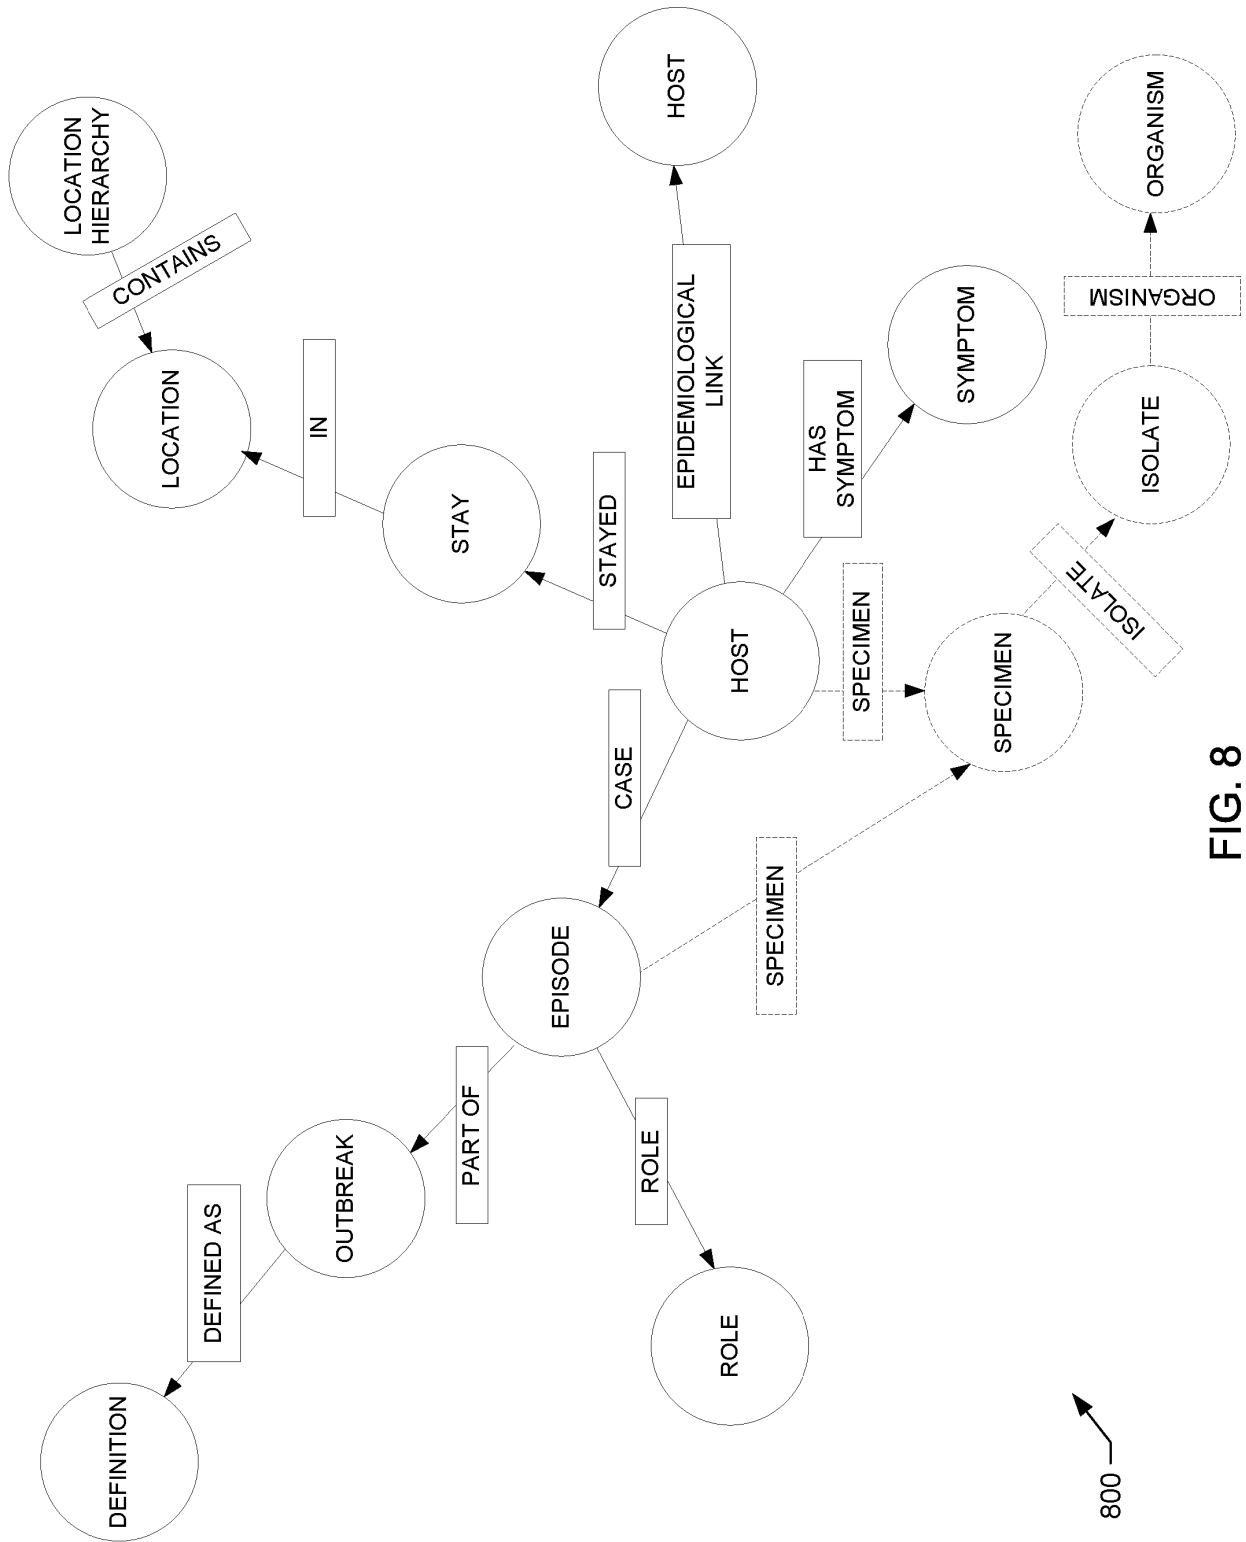 DEFINITION
DEFINED AS
OUTBREAK
PART OF
EPISODE
ROLE
ROLE
CASE
HOST
STAYED
STAY
IN
LOCATION
CONTAINS
LOCATION
HIERARCHY
EPIDEMIOLOGICAL
LINK
HOST
HAS
SYMPTOM
SYMPTOM
SPECIMEN
SPECIMEN
SPECIMEN
ISOLATE
ISOLATE
ORGANISM
ORGANISM
800
FIG. 8